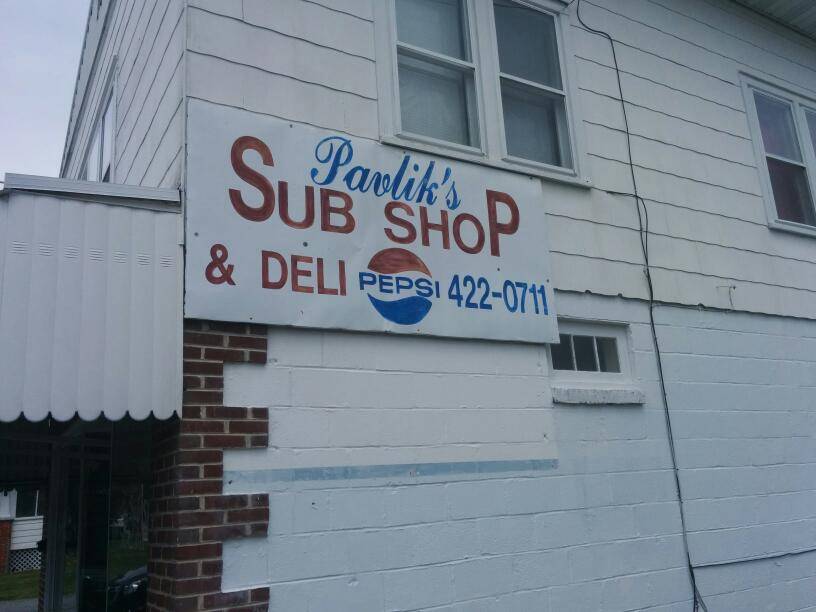 Pavlik's
SUB SHOP
& DELI PEPSI 422-0711